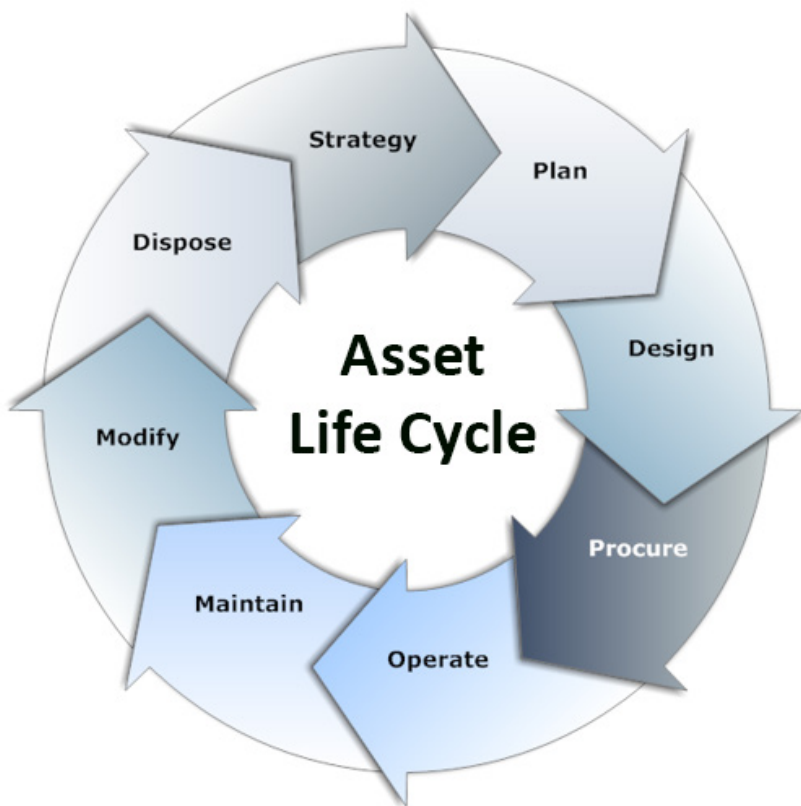 Strategy
Plan
Design
Procure
Operate
Maintain
Modify
Dispose
Asset
Life Cycle